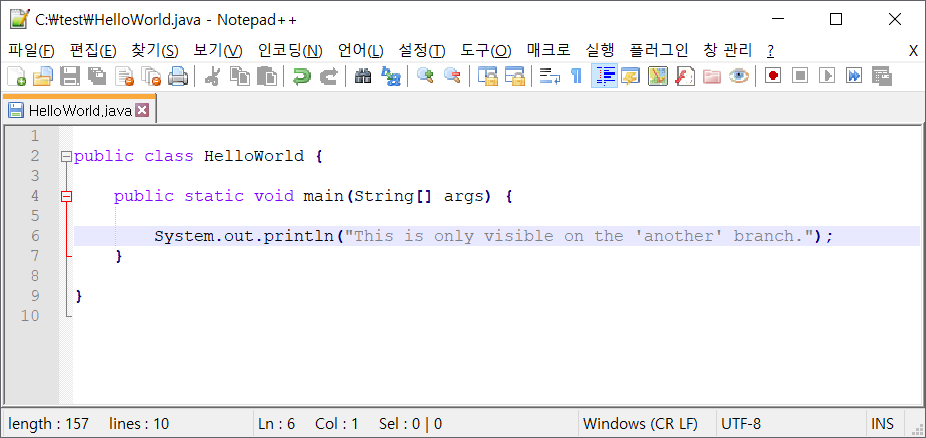 C:₩test₩HelloWorld.java - Notepad++
파일(F) 편집(E) 찾기(S) 보기(V) 인코딩(N) 언어(L) 설정(T) 도구(O) 매크로 실행 플러그인 창 관리 ? X
HelloWorld.java
1
2 public class HelloWorld {
3
4 public static void main(String[] args) {
5
6 System.out.println("This is only visible on the 'another' branch.");
7 }
8
9 }
10
length : 157 lines : 10 Ln : 6 Col : 1 Sel : 0 | 0 Windows (CR LF) UTF-8 INS